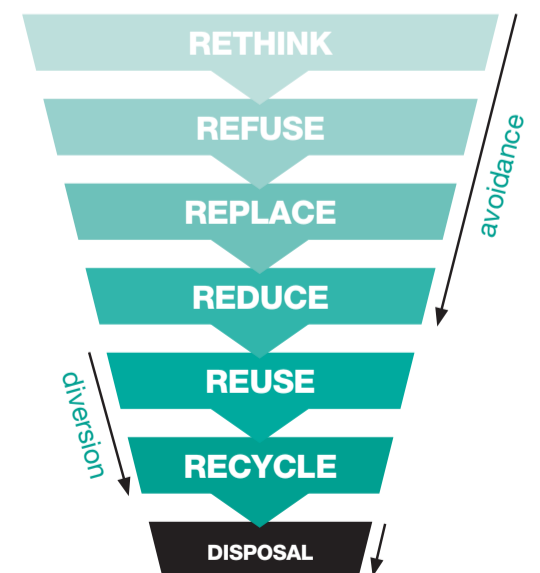 RETHINK
REFUSE
avoidance
REPLACE
REDUCE
REUSE
diversion
RECYCLE
DISPOSAL